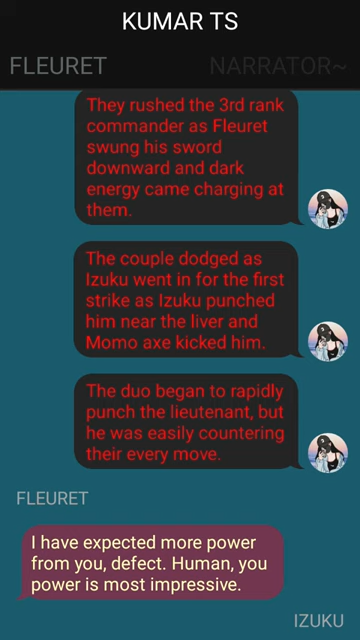 KUMAR TS
FLEURET
NARRATOR~
They rushed the 3rd rank
commander as Fleuret
swung his sword
downward and dark
energy came charging at
them.
The couple dodged as
Izuku went in for the first
strike as Izuku punched
him near the liver and
Momo axe kicked him.
The duo began to rapidly
punch the lieutenant, but
he was easily countering
their every move.
FLEURET
I have expected more power
from you, defect. Human, you
power is most impressive.
IZUKU